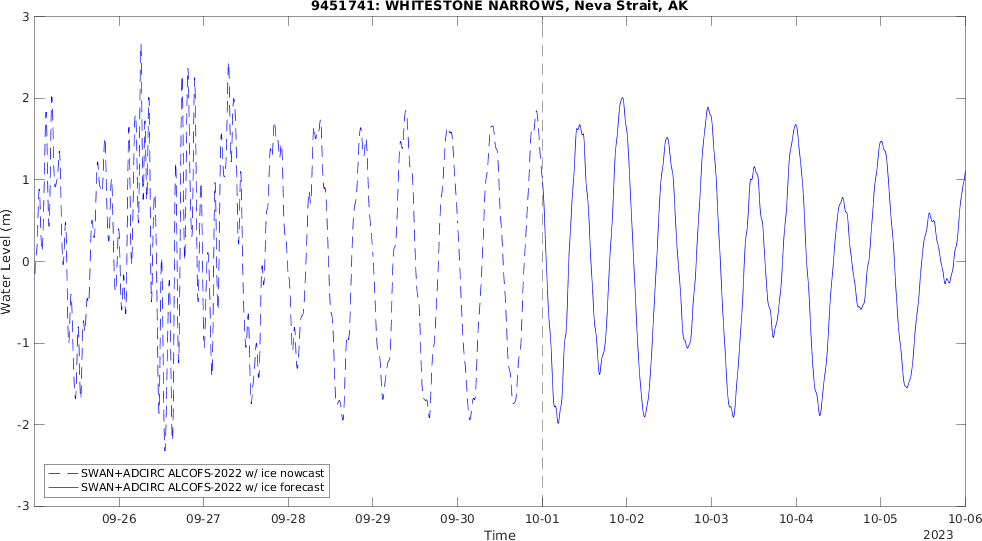 9451741: WHITESTONE NARROWS, Neva Strait, AK
3
2
1
0
-1
-2
-3
Water Level (m)
SWAN+ADCIRC ALCOFS-2022 w/ ice nowcast
SWAN+ADCIRC ALCOFS-2022 w/ ice forecast
09-26 09-27 09-28 09-29 09-30 10-01 10-02 10-03 10-04 10-05 10-06
Time
2023